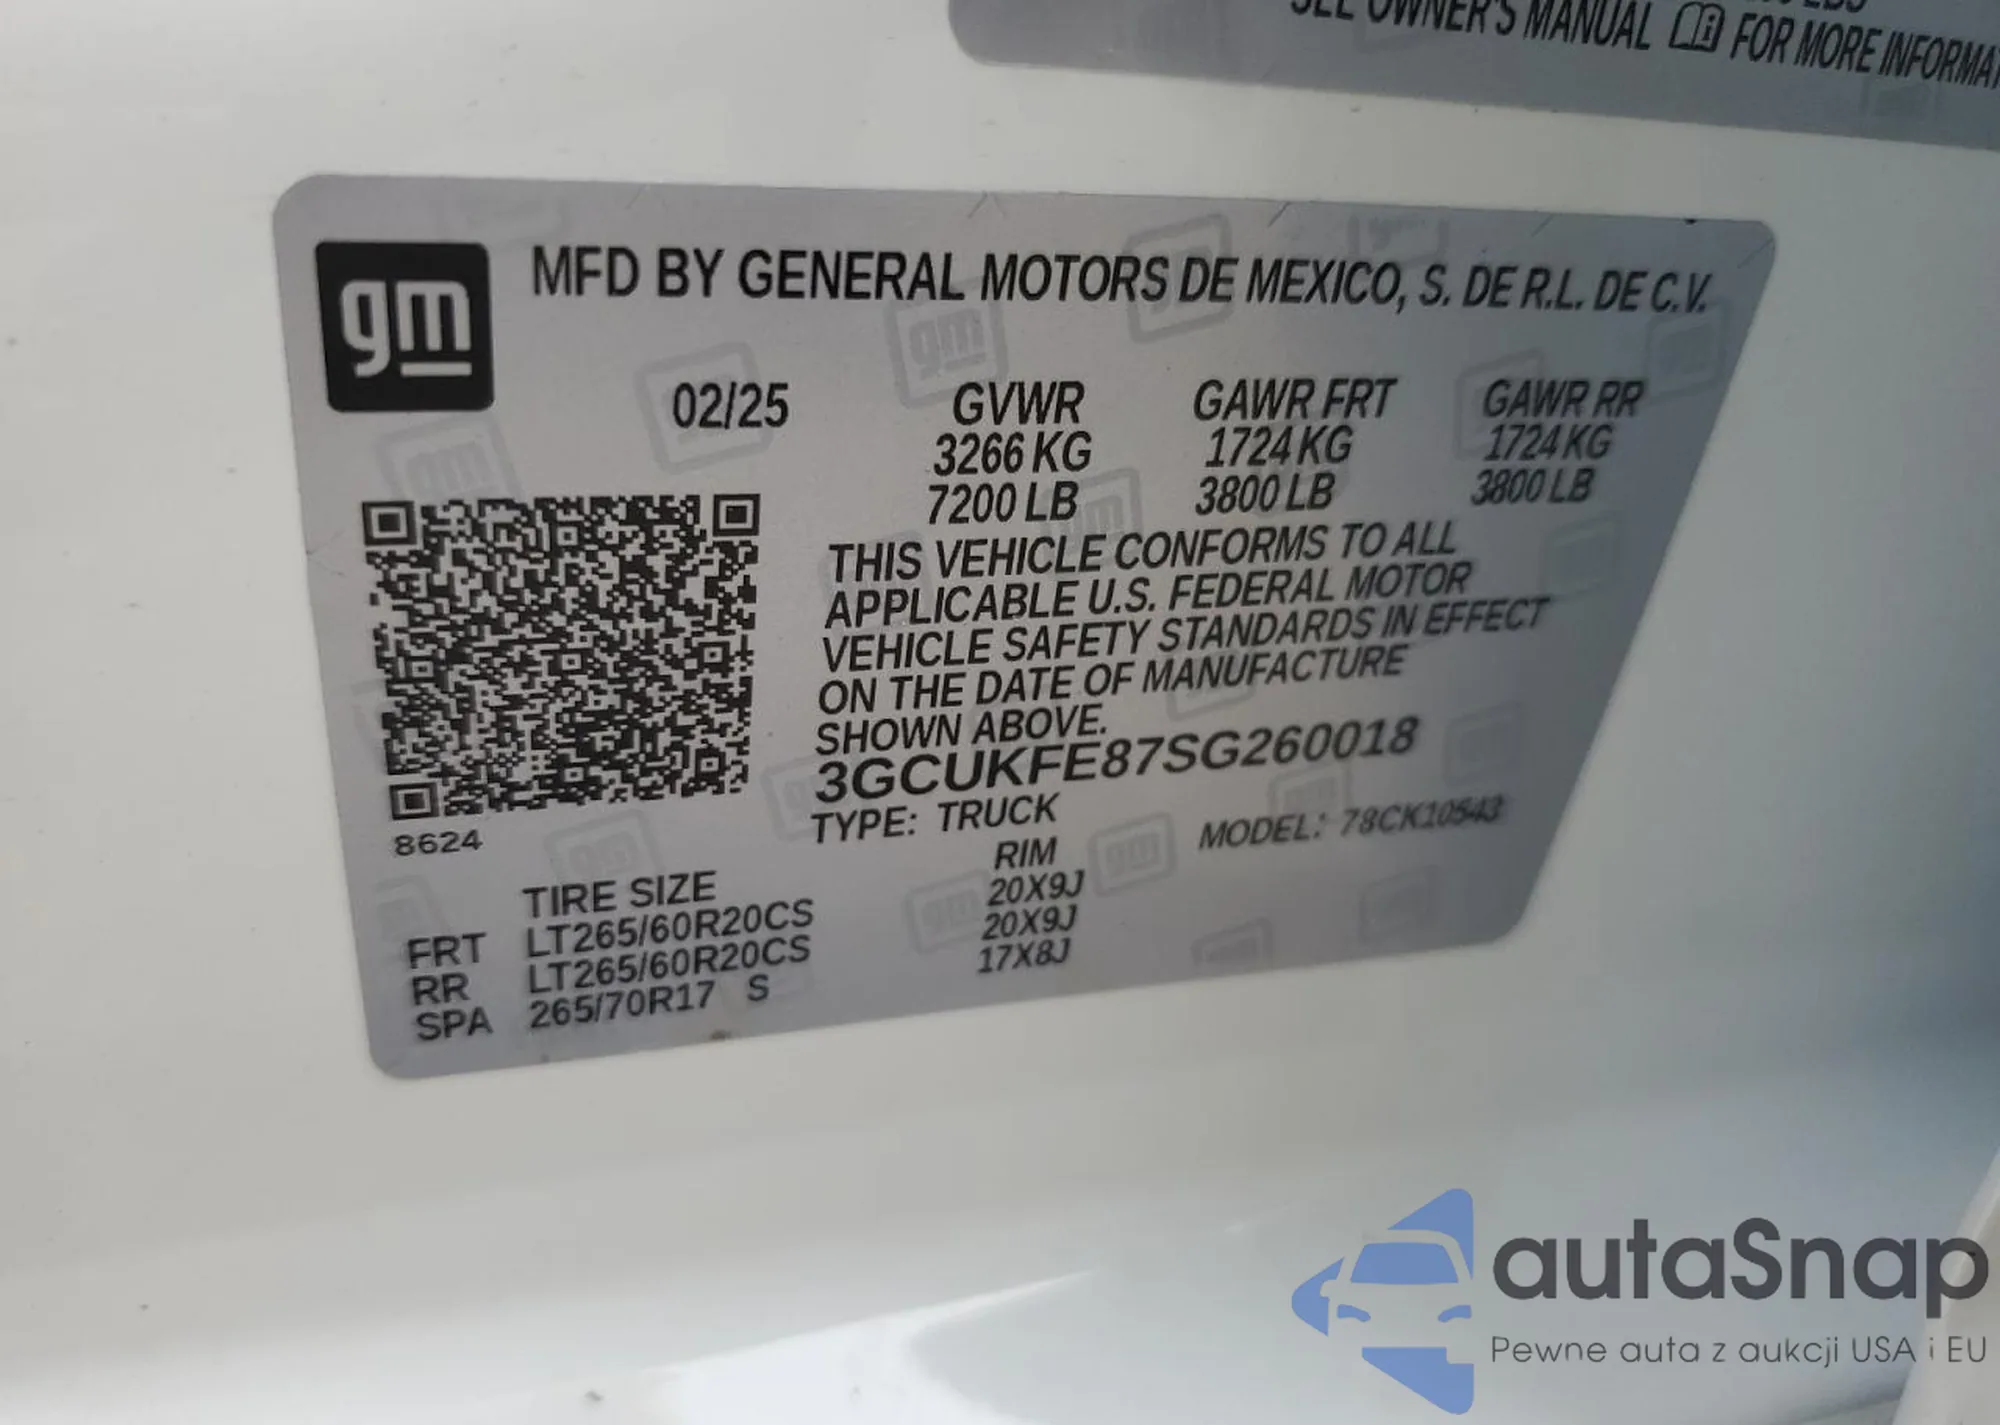 SEE OWNER'S MANUAL FOR MORE
gm
MFD BY GENERAL MOTORS DE MEXICO, S. DE R.L. DE C.V.
02/25
GVWR GAWR FRT GAWR RR
3266 KG 1724 KG 1724 KG
7200 LB 3800 LB 3800 LB
THIS VEHICLE CONFORMS TO ALL
APPLICABLE U.S. FEDERAL MOTOR
VEHICLE SAFETY STANDARDS IN EFFECT
ON THE DATE OF MANUFACTURE
SHOWN ABOVE.
3GCUKFE87SG260018
TYPE: TRUCK MODEL: 78CK10543
8624
TIRE SIZE RIM
FRT LT265/60R20CS 20X9J
RR LT265/60R20CS 20X9J
SPA 265/70R17 S 17X8J
autaSnap
Pewne auta z aukcji USA i EU